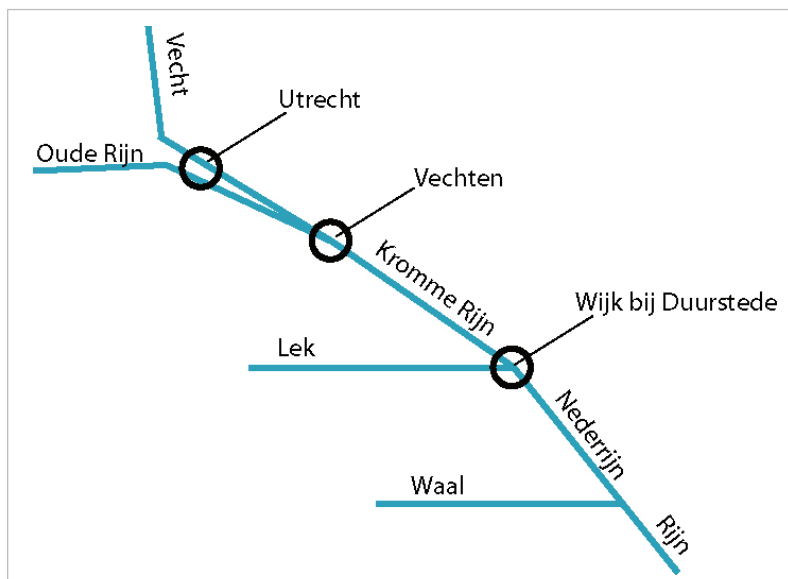 Vecht
Utrecht
Oude Rijn
Vechten
Kromme Rijn
Wijk bij Duurstede
Lek
Nederrijn
Waal
Rijn